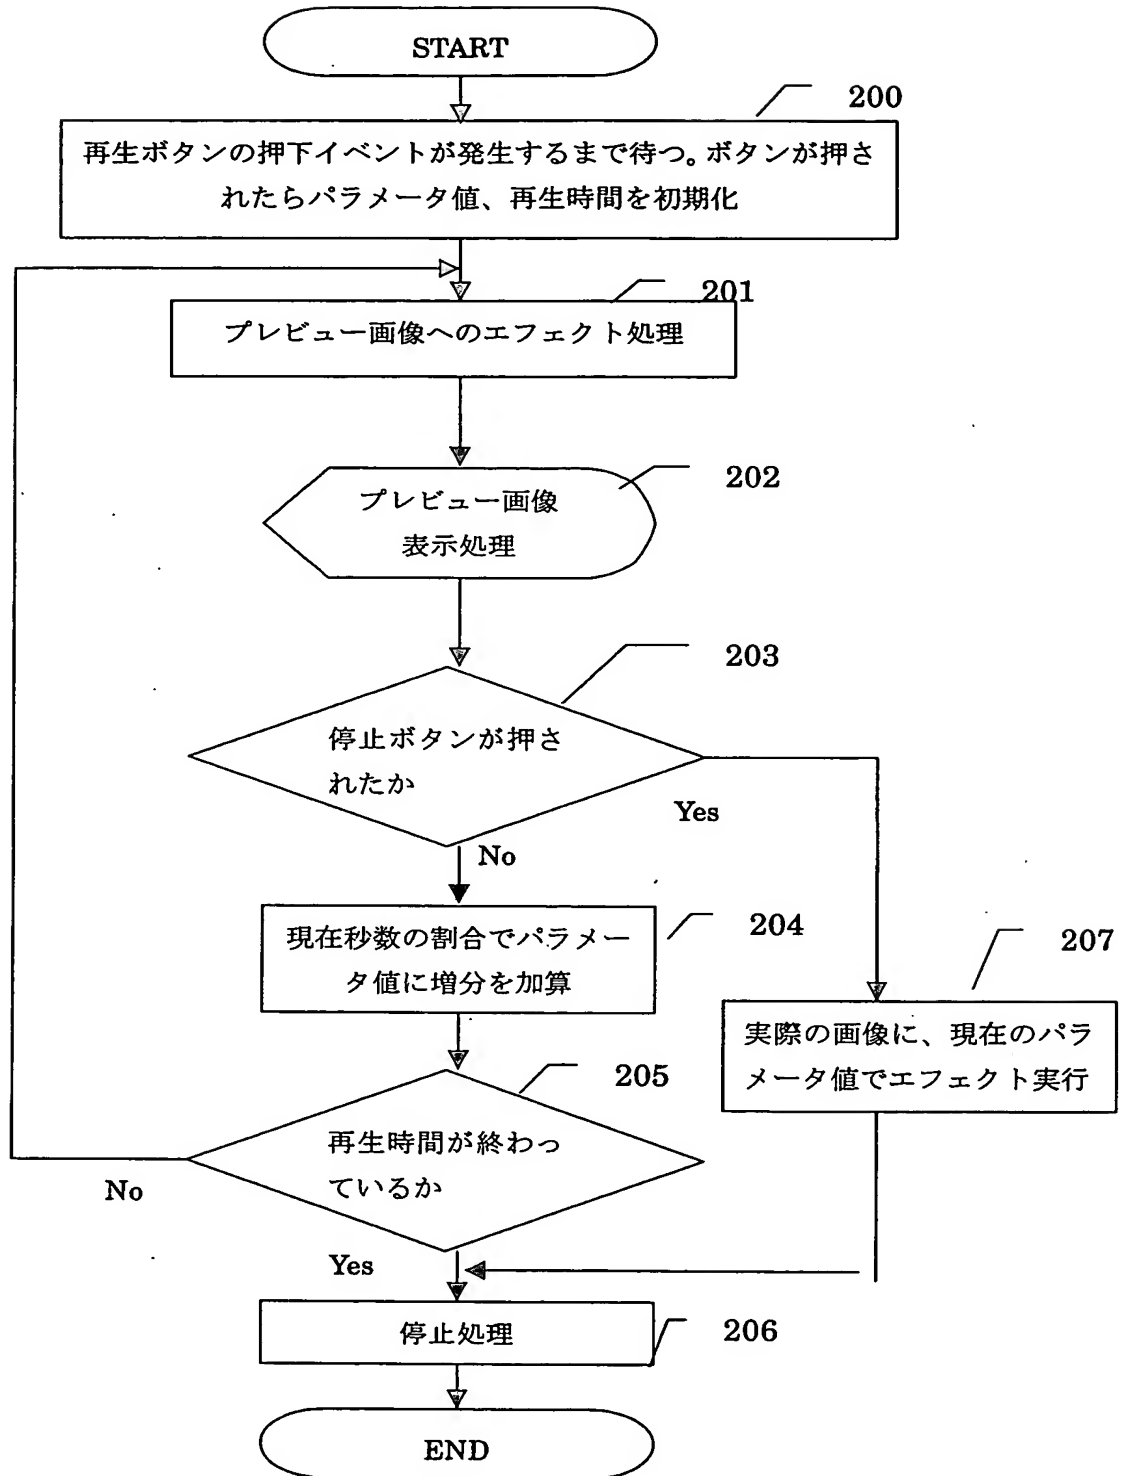 START
200
再生ボタンの押下イベントが発生するまで待つ。ボタンが押さ
れたらパラメータ値、再生時間を初期化
201
プレビュー画像へのエフェクト処理
202
プレビュー画像
表示処理
203
停止ボタンが押さ
れたか
Yes
No
204
現在秒数の割合でパラメー
タ値に増分を加算
207
実際の画像に、現在のパラ
メータ値でエフェクト実行
205
再生時間が終わっ
ているか
No
Yes
206
停止処理
END